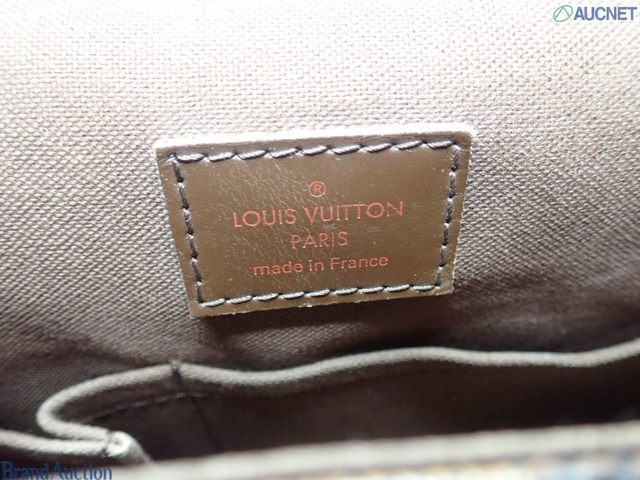 AUCNET
®
LOUIS VUITTON
PARIS
made in France
Brand Auction